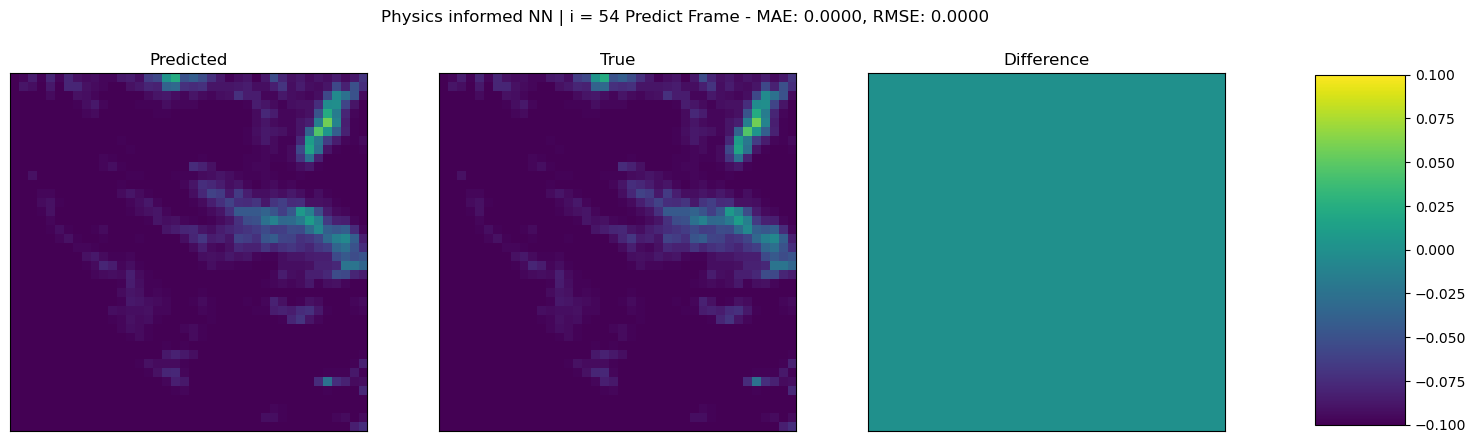 Physics informed NN | i = 54 Predict Frame - MAE: 0.0000, RMSE: 0.0000
Predicted
True
Difference
0.100
0.075
0.050
0.025
0.000
−0.025
−0.050
−0.075
−0.100